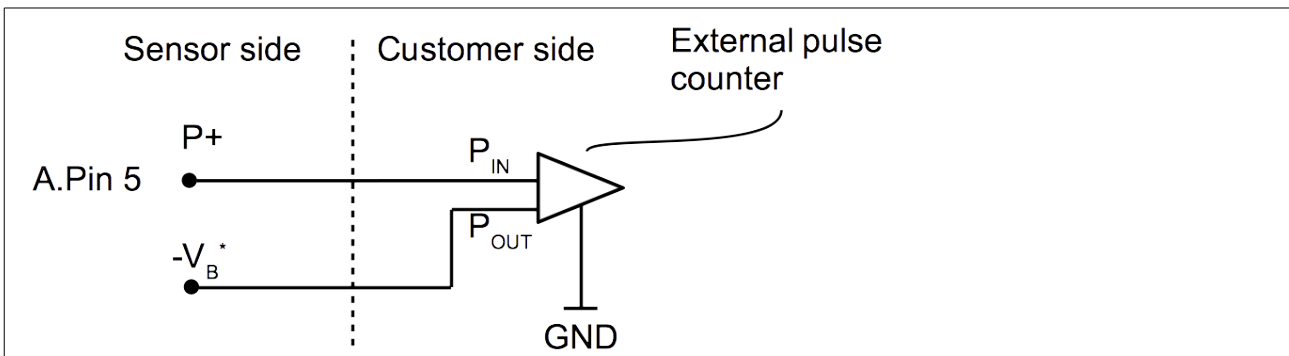 Sensor side
Customer side
External pulse
counter
P+
A.Pin 5
PIN
POUT
-VB*
GND